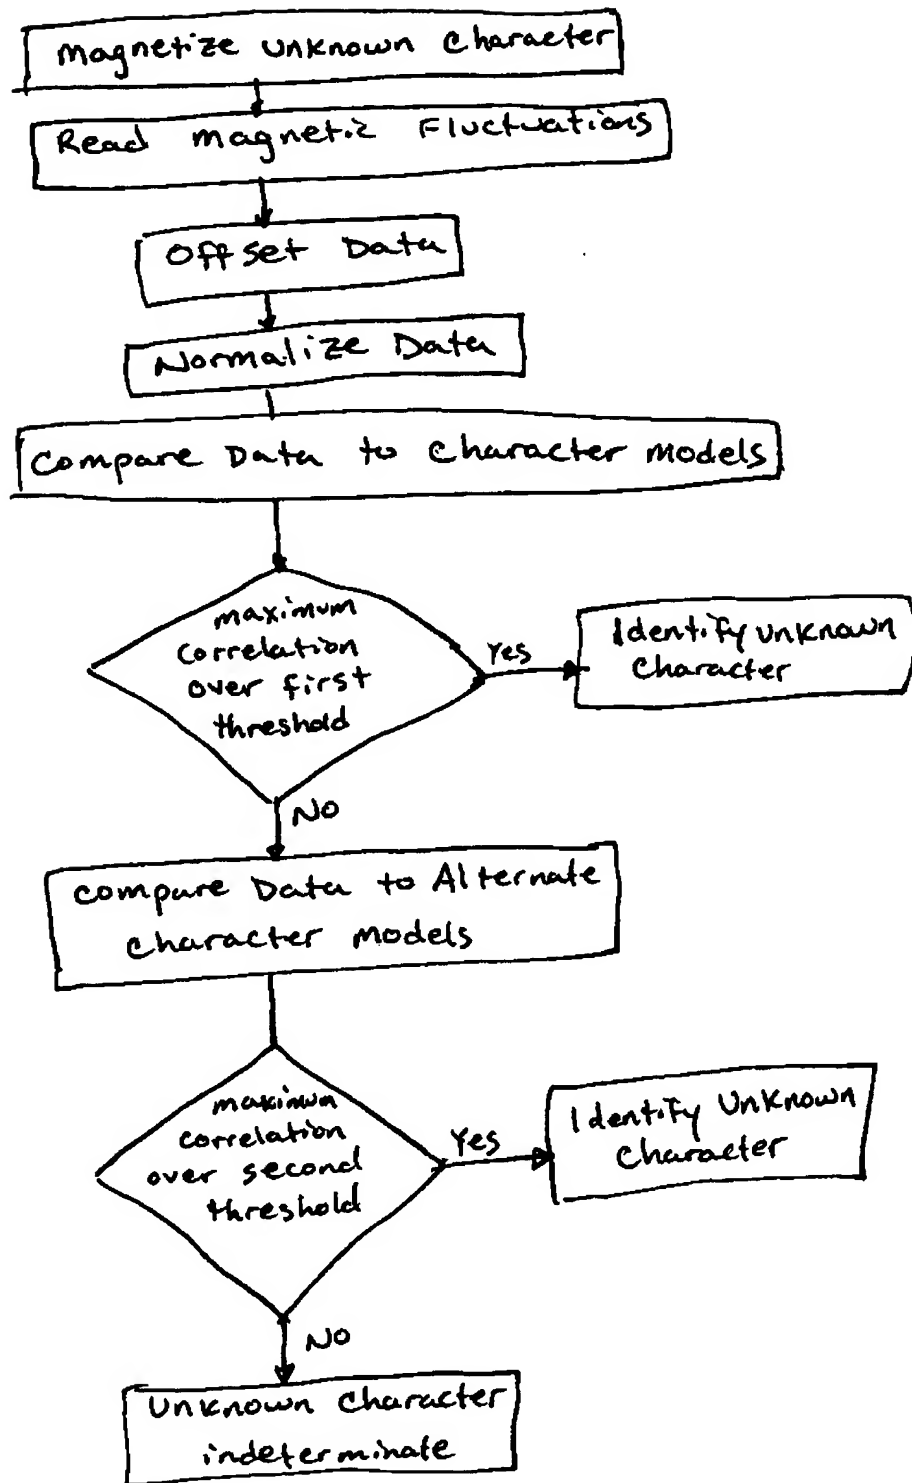 magnetize unknown character
Read magnetic Fluctuations
Offset Data
Normalize Data
Compare Data to character models
maximum
correlation
over first
threshold
Yes
Identify unknown
character
No
compare Data to Alternate
character models
maximum
correlation
over second
threshold
Yes
Identify Unknown
character
No
Unknown character
indeterminate